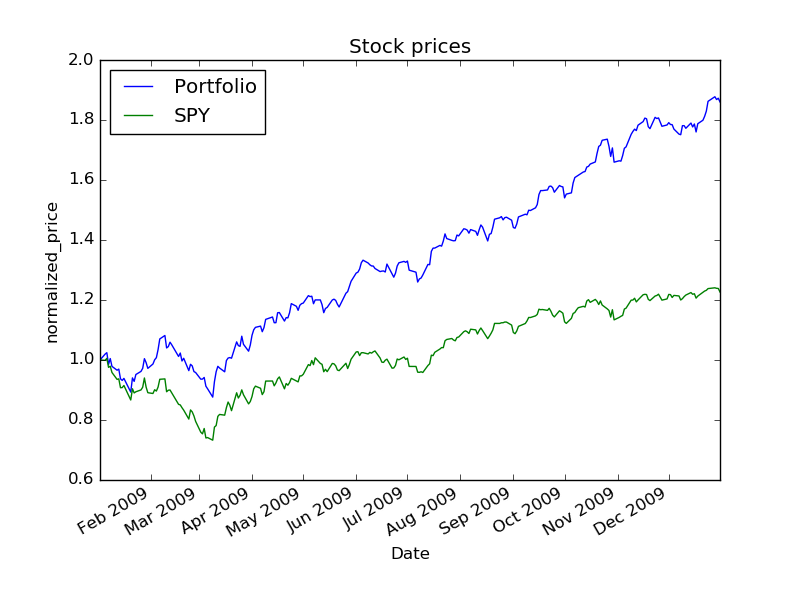 Stock prices
2.0
1.8
1.6
1.4
1.2
1.0
0.8
0.6
normalized_price
Portfolio
SPY
Feb 2009
Mar 2009
Apr 2009
May 2009
Jun 2009
Jul 2009
Aug 2009
Sep 2009
Oct 2009
Nov 2009
Dec 2009
Date